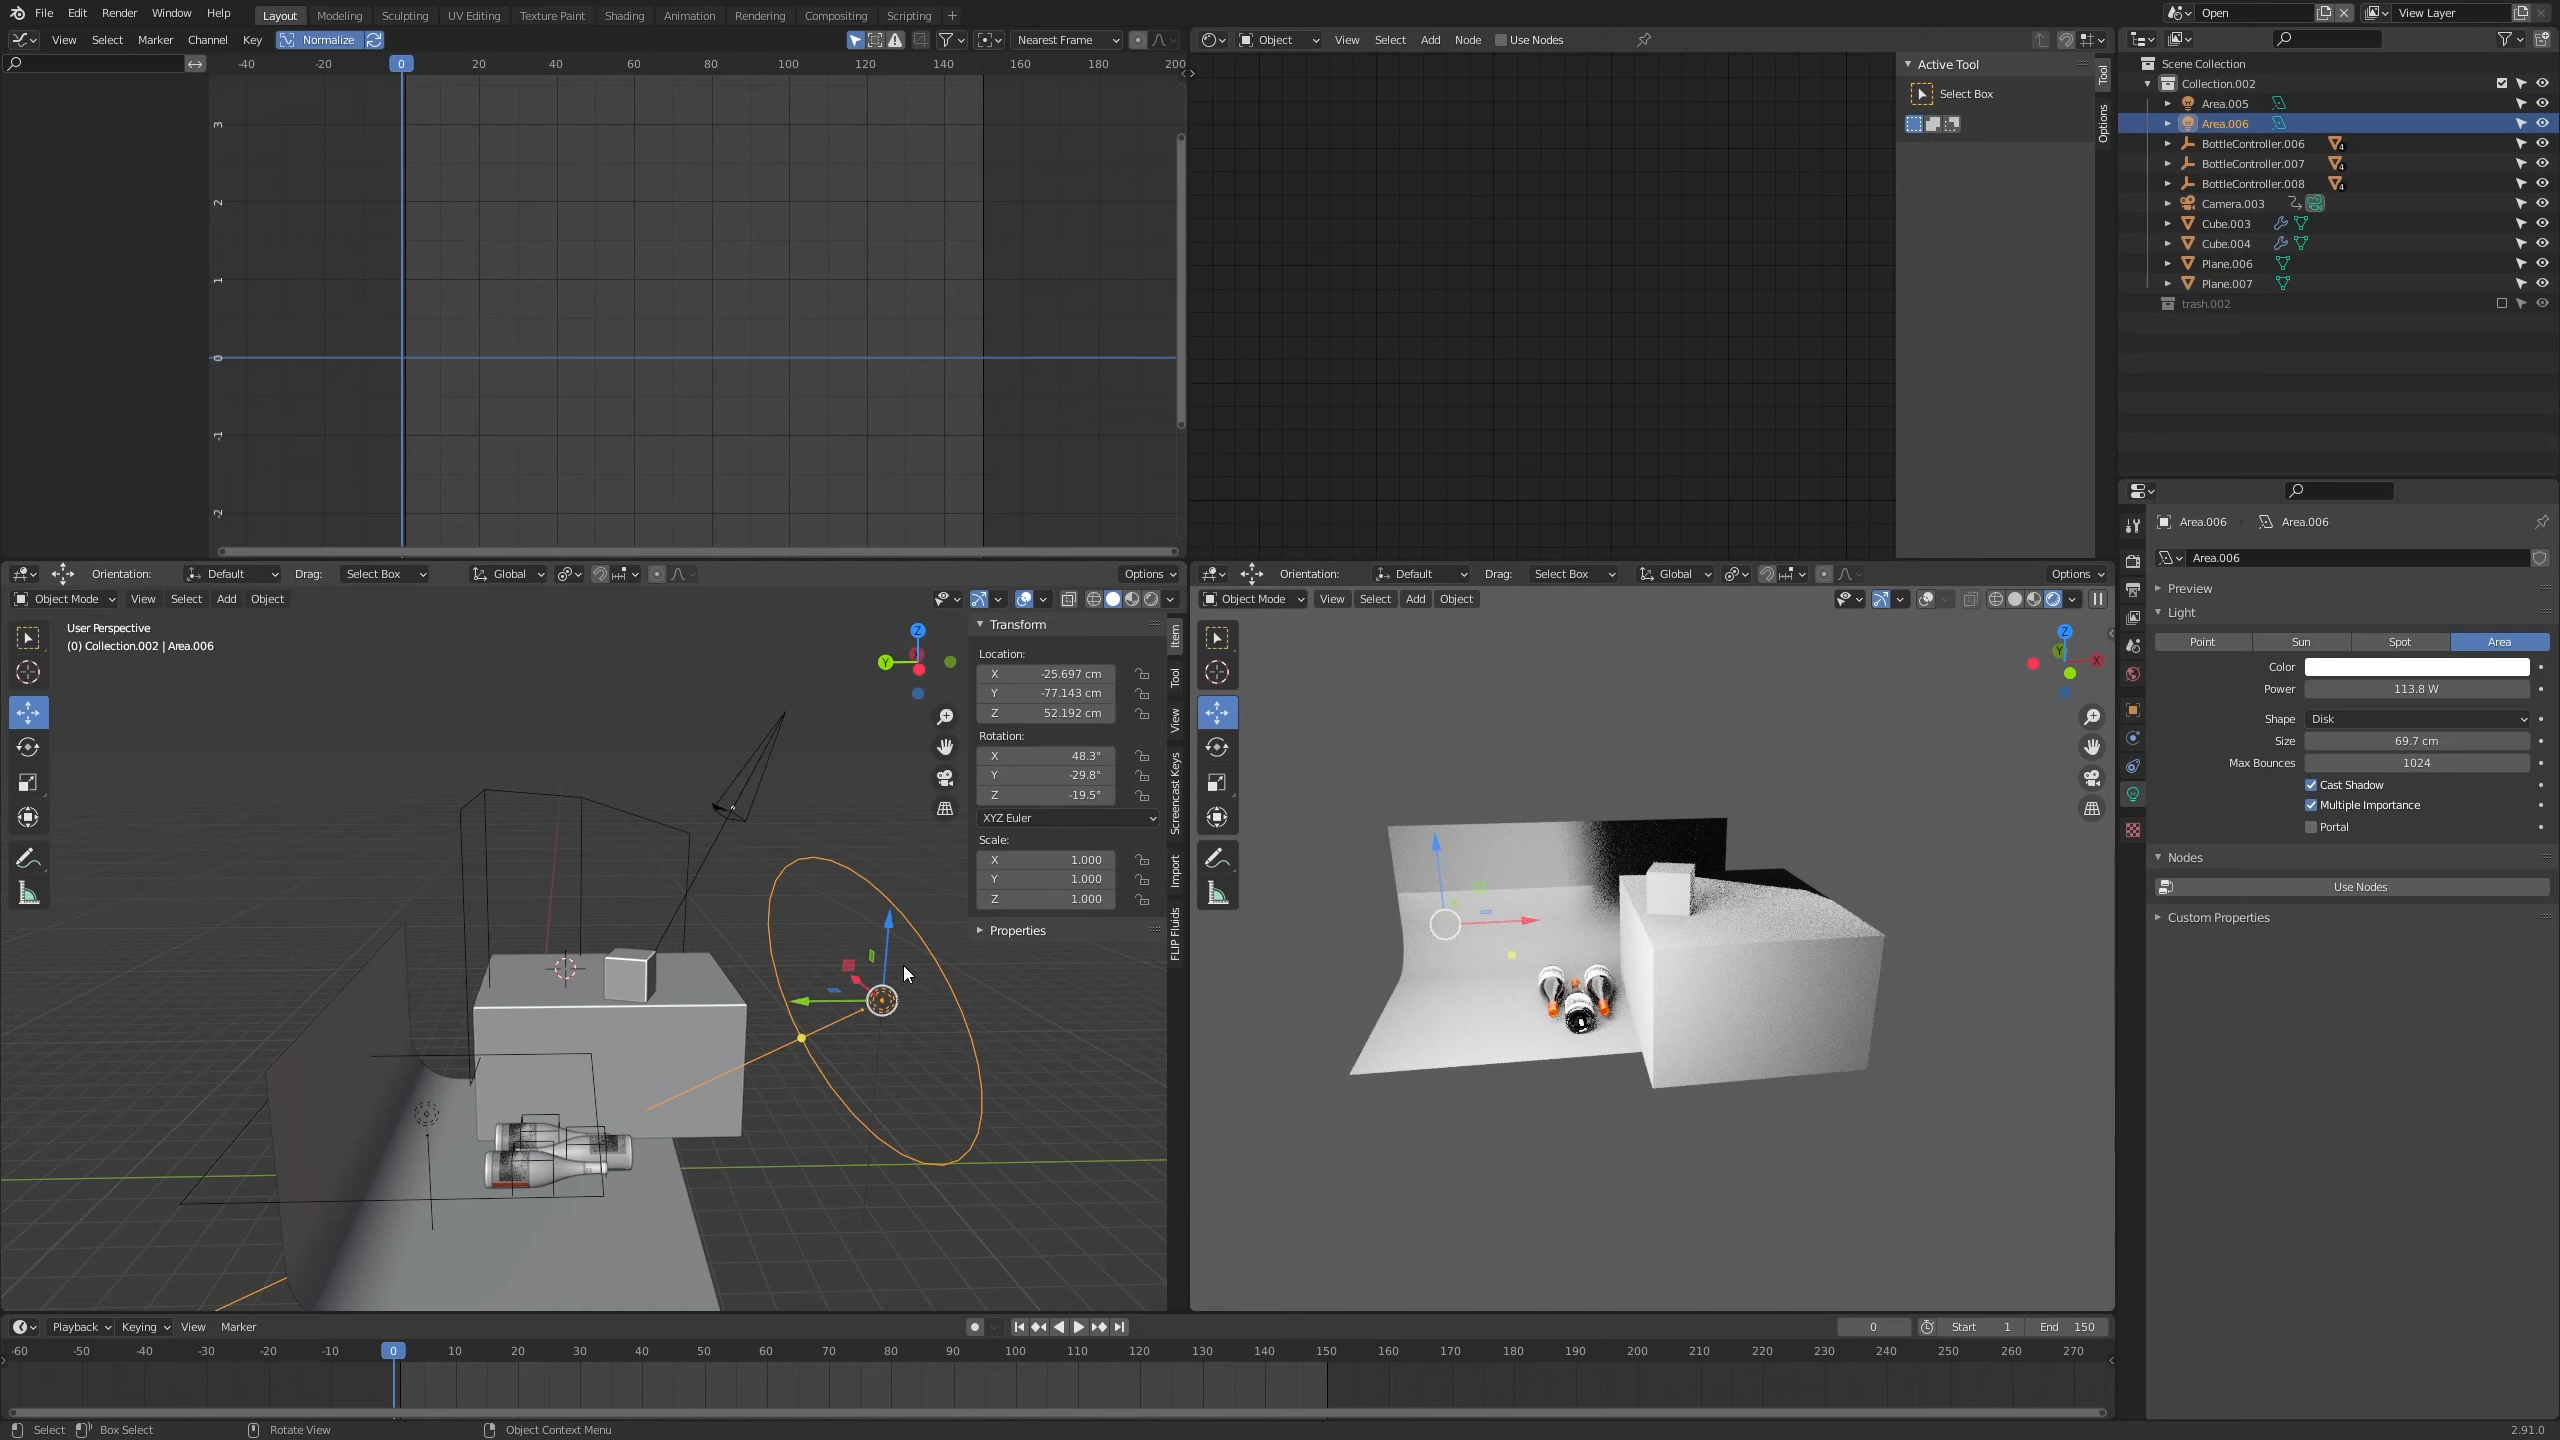 File Edit Render Window Help Layout Modeling Sculpting UV Editing Texture Paint Shading Animation Rendering Compositing Scripting + Open View Layer
View Select Marker Channel Key Normalize Nearest Frame
-40 -20 0 20 40 60 80 100 120 140 160 180 200
3
2
1
0
-1
-2
Object View Select Add Node Use Nodes
Active Tool
Select Box
Tool
Options
Scene Collection
Collection.002
Area.005
Area.006
BottleController.006 4
BottleController.007 4
BottleController.008 4
Camera.003
Cube.003
Cube.004
Plane.006
Plane.007
trash.002
Area.006 Area.006
Area.006
Preview
Light
Point Sun Spot Area
Color
Power 113.8 W
Shape Disk
Size 69.7 cm
Max Bounces 1024
Cast Shadow
Multiple Importance
Portal
Nodes
Use Nodes
Custom Properties
Orientation: Default Drag: Select Box Global Options
Object Mode View Select Add Object
User Perspective
(0) Collection.002 | Area.006
Z
Y
X
Transform
Location:
X -25.697 cm
Y -77.143 cm
Z 52.192 cm
Rotation:
X 48.3°
Y -29.8°
Z -19.5°
XYZ Euler
Scale:
X 1.000
Y 1.000
Z 1.000
Properties
Item
Tool
View
Screencast Keys
Import
FLIP Fluids
Orientation: Default Drag: Select Box Global Options
Object Mode View Select Add Object
Z
Y
X
Playback Keying View Marker 0 Start 1 End 150
-60 -50 -40 -30 -20 -10 0 10 20 30 40 50 60 70 80 90 100 110 120 130 140 150 160 170 180 190 200 210 220 230 240 250 260 270
Select Box Select Rotate View Object Context Menu 2.91.0